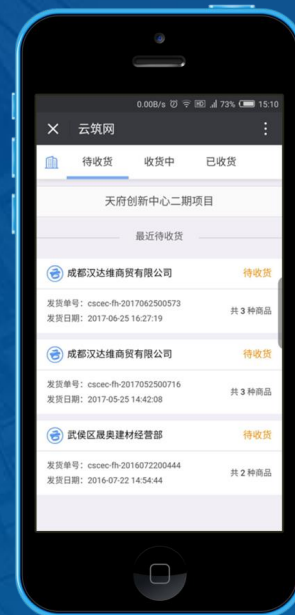 0.00B/s HD 73% 15:10
云筑网
待收货 收货中 已收货
天府创新中心二期项目
最近待收货
成都汉达维商贸有限公司 待收货
发货单号：cscec-fh-2017062500573
发货日期：2017-06-25 16:27:19 共 3 种商品
成都汉达维商贸有限公司 待收货
发货单号：cscec-fh-2017052500716
发货日期：2017-05-25 14:42:08 共 3 种商品
武侯区晟奥建材经营部 待收货
发货单号：cscec-fh-2016072200444
发货日期：2016-07-22 14:54:44 共 2 种商品